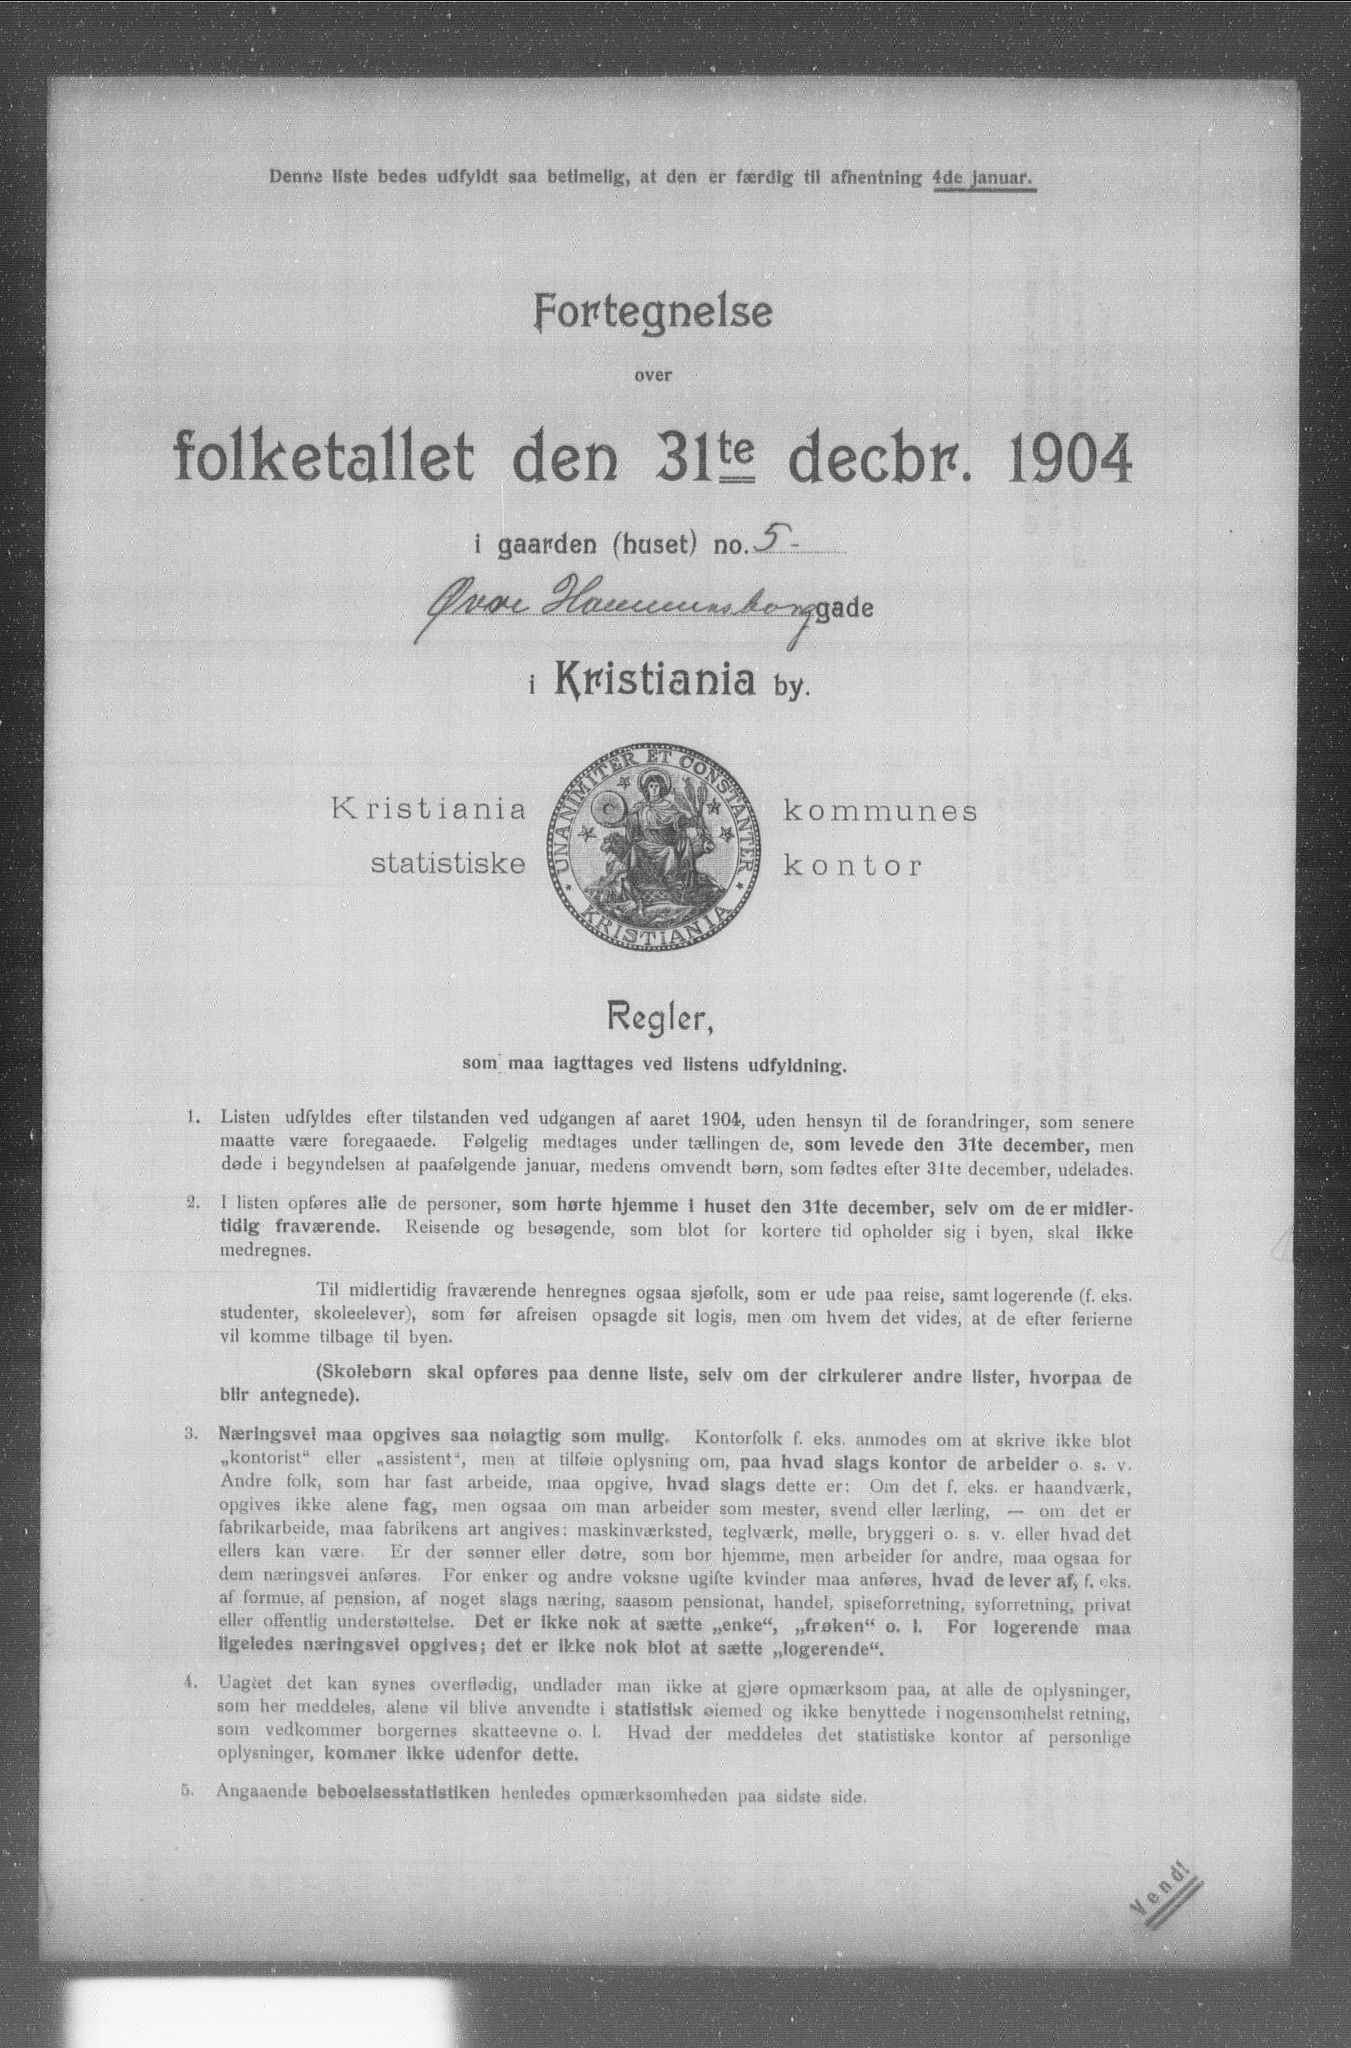 Denne liste bedes udfyldt saa betimelig, at den er færdig til afhentning 4de januar.
Fortegnelse
over
folketallet den 31te decbr. 1904
i gaarden (huset) no. 5-
Øvre Hammersborggade
i Kristiania by.
Kristiania kommunes
statistiske kontor
UNANIMITER ET CONSTANTER
KRISTIANIA
Regler,
som maa iagttages ved listens udfyldning.
1. Listen udfyldes efter tilstanden ved udgangen af aaret 1904, uden hensyn til de forandringer, som senere
maatte være foregaaede. Følgelig medtages under tællingen de, som levede den 31te december, men
døde i begyndelsen at paafølgende januar, medens omvendt børn, som fødtes efter 31te december, udelades.
2. I listen opføres alle de personer, som hørte hjemme i huset den 31te december, selv om de er midler-
tidig fraværende. Reisende og besøgende, som blot for kortere tid opholder sig i byen, skal ikke
medregnes.
Til midlertidig fraværende henregnes ogsaa sjøfolk, som er ude paa reise, samt logerende (f. eks.
studenter, skoleelever), som før afreisen opsagde sit logis, men om hvem det vides, at de efter ferierne
vil komme tilbage til byen.
(Skolebørn skal opføres paa denne liste, selv om der cirkulerer andre lister, hvorpaa de
blir antegnede).
3. Næringsvei maa opgives saa nøiagtig som mulig. Kontorfolk f. eks. anmodes om at skrive ikke blot
„kontorist“ eller „assistent“, men at tilføie oplysning om, paa hvad slags kontor de arbeider o. s. v.
Andre folk, som har fast arbeide, maa opgive, hvad slags dette er: Om det f. eks. er haandværk,
opgives ikke alene fag, men ogsaa om man arbeider som mester, svend eller lærling, — om det er
fabrikarbeide, maa fabrikens art angives: maskinværksted, teglværk, mølle, bryggeri o. s. v. eller hvad det
ellers kan være. Er der sønner eller døtre, som bor hjemme, men arbeider for andre, maa ogsaa for
dem næringsvei anføres. For enker og andre voksne ugifte kvinder maa anføres, hvad de lever af, f. eks.
af formue, af pension, af noget slags næring, saasom pensionat, handel, spiseforretning, syforretning, privat
eller offentlig understøttelse. Det er ikke nok at sætte „enke“, „frøken“ o. l. For logerende maa
ligeledes næringsvei opgives; det er ikke nok blot at sætte „logerende“.
4. Uagtet det kan synes overflødig, undlader man ikke at gjøre opmærksom paa, at alle de oplysninger,
som her meddeles, alene vil blive anvendte i statistisk øiemed og ikke benyttede i nogensomhelst retning,
som vedkommer borgernes skatteevne o. l. Hvad der meddeles det statistiske kontor af personlige
oplysninger, kommer ikke udenfor dette.
5. Angaaende beboelsesstatistiken henledes opmærksomheden paa sidste side.
Vend!